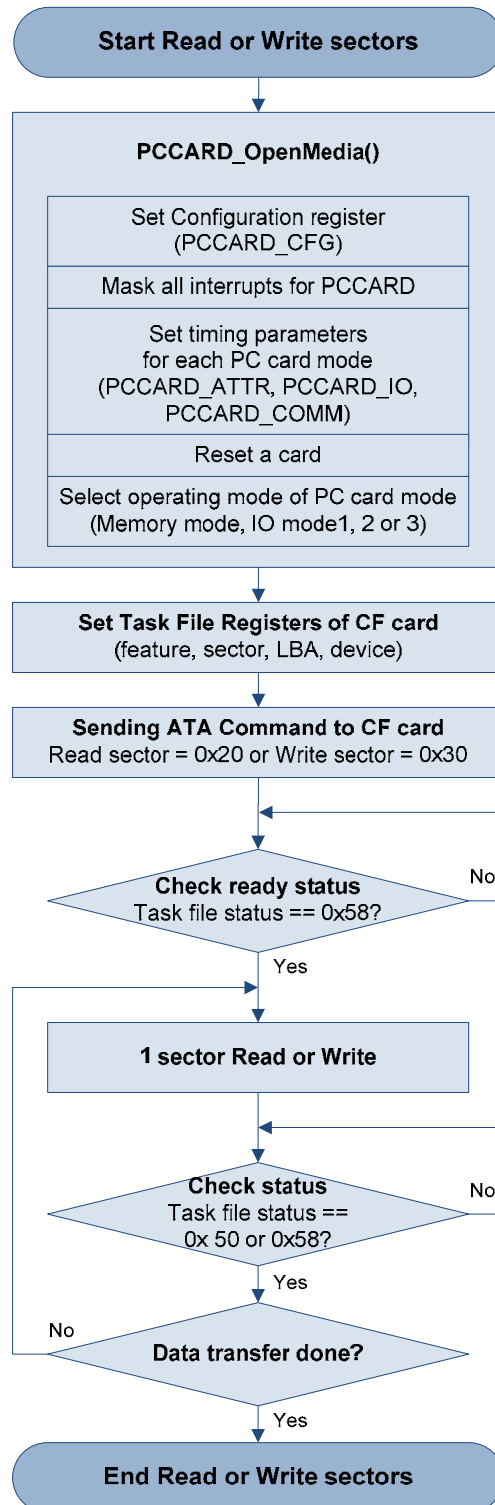 Start Read or Write sectors
PCCARD_OpenMedia()
Set Configuration register
(PCCARD_CFG)
Mask all interrupts for PCCARD
Set timing parameters
for each PC card mode
(PCCARD_ATTR, PCCARD_IO,
PCCARD_COMM)
Reset a card
Select operating mode of PC card mode
(Memory mode, IO mode1, 2 or 3)
Set Task File Registers of CF card
(feature, sector, LBA, device)
Sending ATA Command to CF card
Read sector = 0x20 or Write sector = 0x30
Check ready status
Task file status == 0x58?
No
Yes
1 sector Read or Write
Check status
Task file status ==
0x 50 or 0x58?
No
Yes
No
Data transfer done?
Yes
End Read or Write sectors